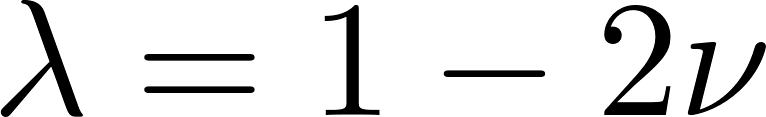 λ = 1 − 2ν